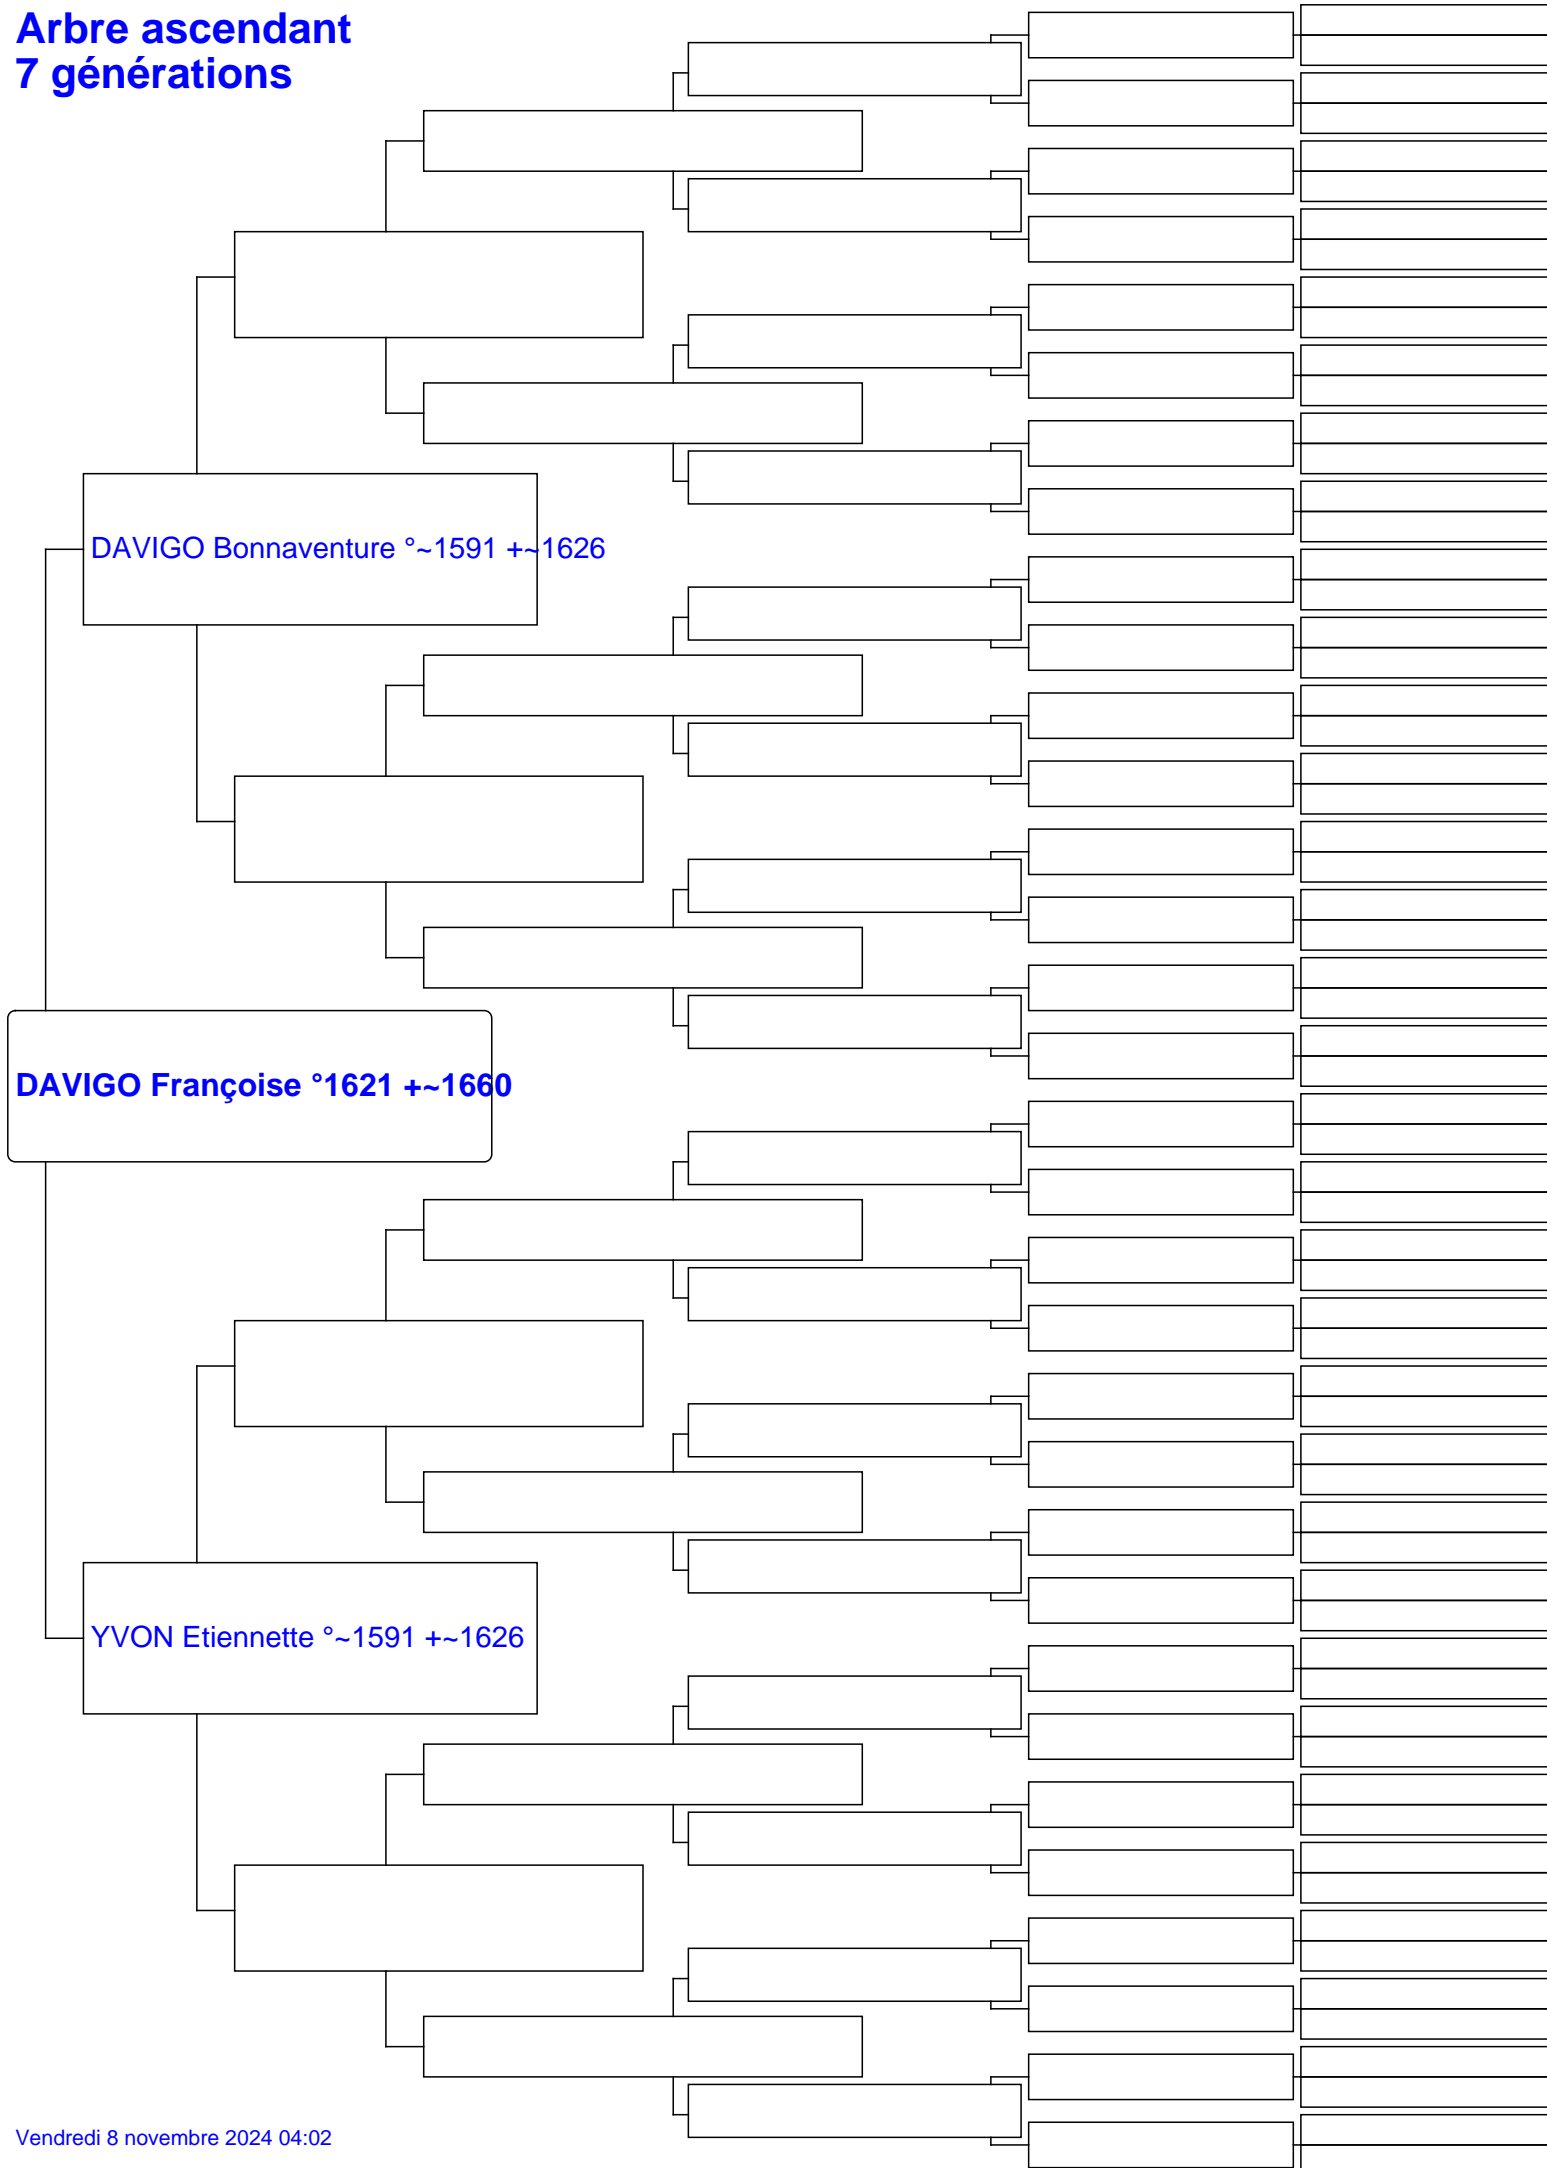 Arbre ascendant
7 générations
DAVIGO Bonnaventure °~1591 +~1626
DAVIGO Françoise °1621 +~1660
YVON Etiennette °~1591 +~1626
Vendredi 8 novembre 2024 04:02